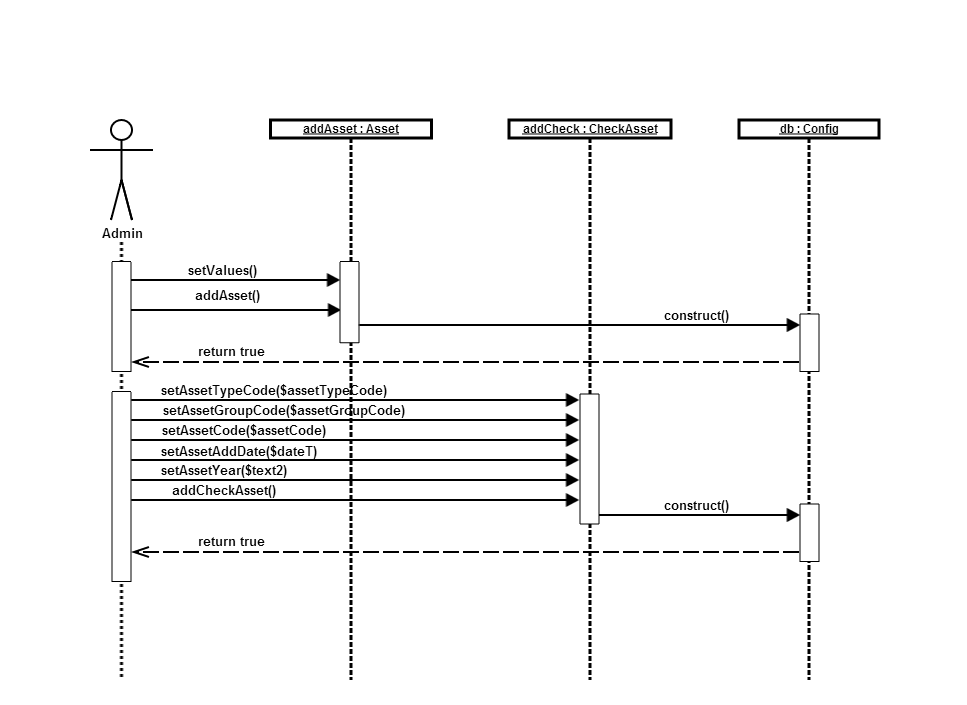 addAsset : Asset
addCheck : CheckAsset
db : Config
Admin
setValues()
addAsset()
construct()
return true
setAssetTypeCode($assetTypeCode)
setAssetGroupCode($assetGroupCode)
setAssetCode($assetCode)
setAssetAddDate($dateT)
setAssetYear($text2)
addCheckAsset()
construct()
return true